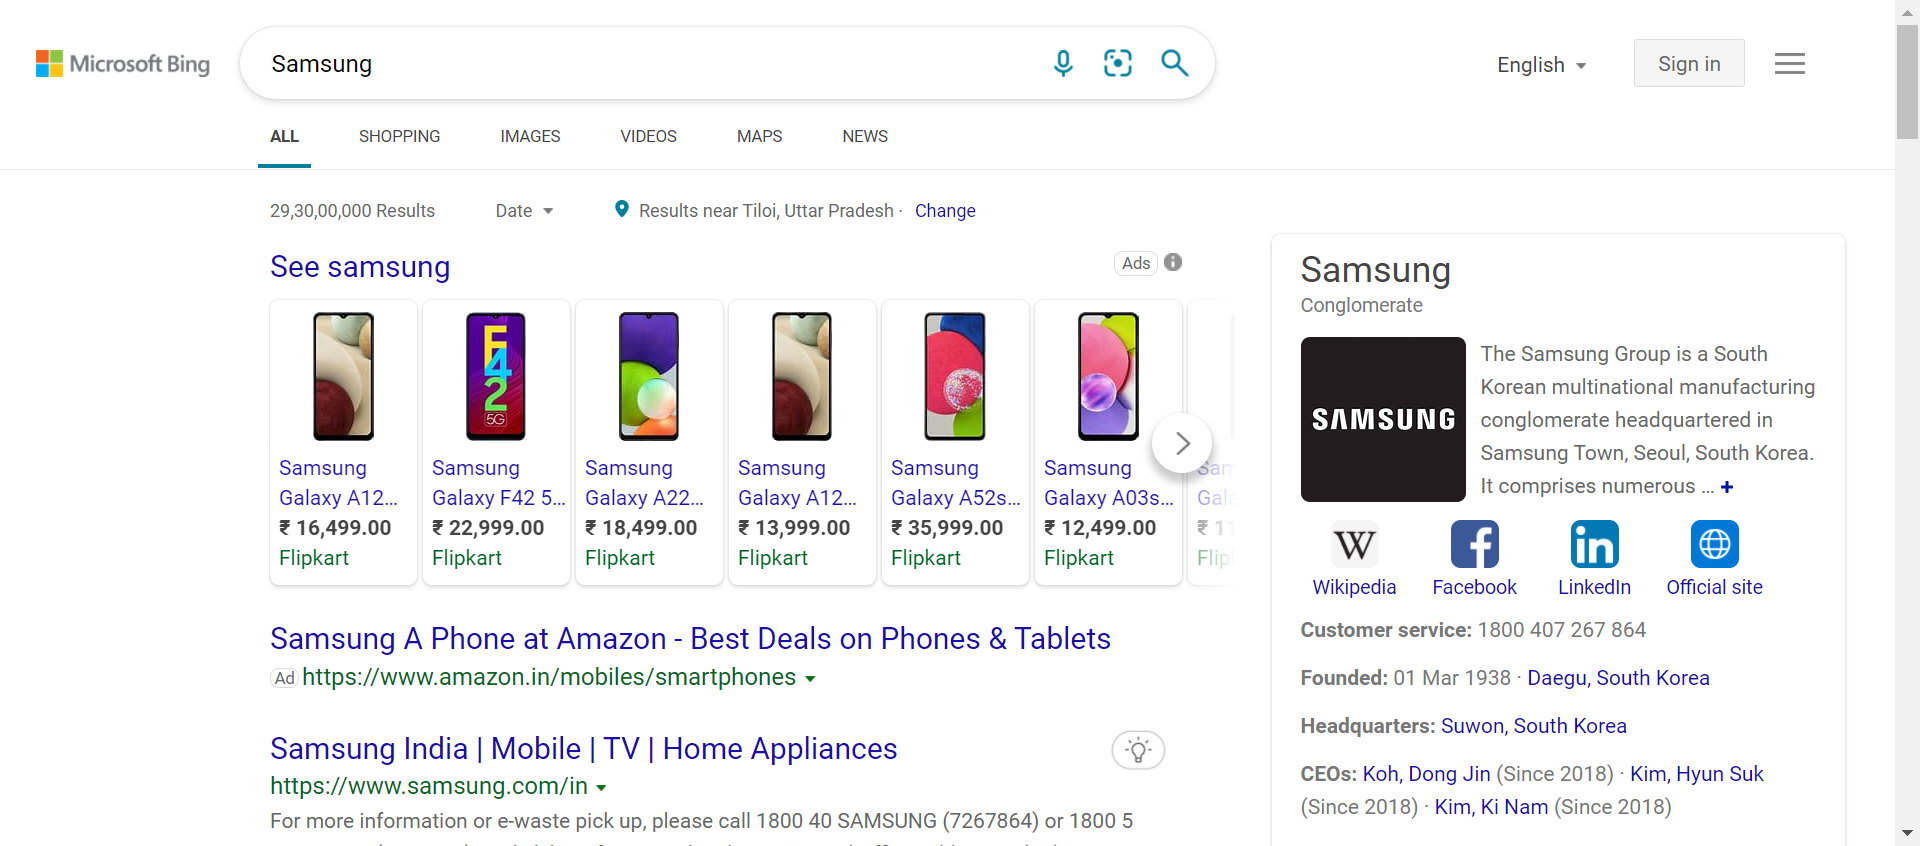 Microsoft Bing
Samsung
English
Sign in
ALL
SHOPPING
IMAGES
VIDEOS
MAPS
NEWS
29,30,00,000 Results
Date
Results near Tiloi, Uttar Pradesh ·
Change
See samsung
Ads
F42
5G
Samsung
Galaxy A12...
₹ 16,499.00
Flipkart
Samsung
Galaxy F42 5...
₹ 22,999.00
Flipkart
Samsung
Galaxy A22...
₹ 18,499.00
Flipkart
Samsung
Galaxy A12...
₹ 13,999.00
Flipkart
Samsung
Galaxy A52s...
₹ 35,999.00
Flipkart
Samsung
Galaxy A03s...
₹ 12,499.00
Flipkart
Samsung A Phone at Amazon - Best Deals on Phones & Tablets
Ad https://www.amazon.in/mobiles/smartphones
Samsung India | Mobile | TV | Home Appliances
https://www.samsung.com/in
For more information or e-waste pick up, please call 1800 40 SAMSUNG (7267864) or 1800 5
Samsung
Conglomerate
SAMSUNG
The Samsung Group is a South
Korean multinational manufacturing
conglomerate headquartered in
Samsung Town, Seoul, South Korea.
It comprises numerous ... +
W
f
in
Wikipedia
Facebook
LinkedIn
Official site
Customer service: 1800 407 267 864
Founded: 01 Mar 1938 · Daegu, South Korea
Headquarters: Suwon, South Korea
CEOs: Koh, Dong Jin (Since 2018) · Kim, Hyun Suk
(Since 2018) · Kim, Ki Nam (Since 2018)